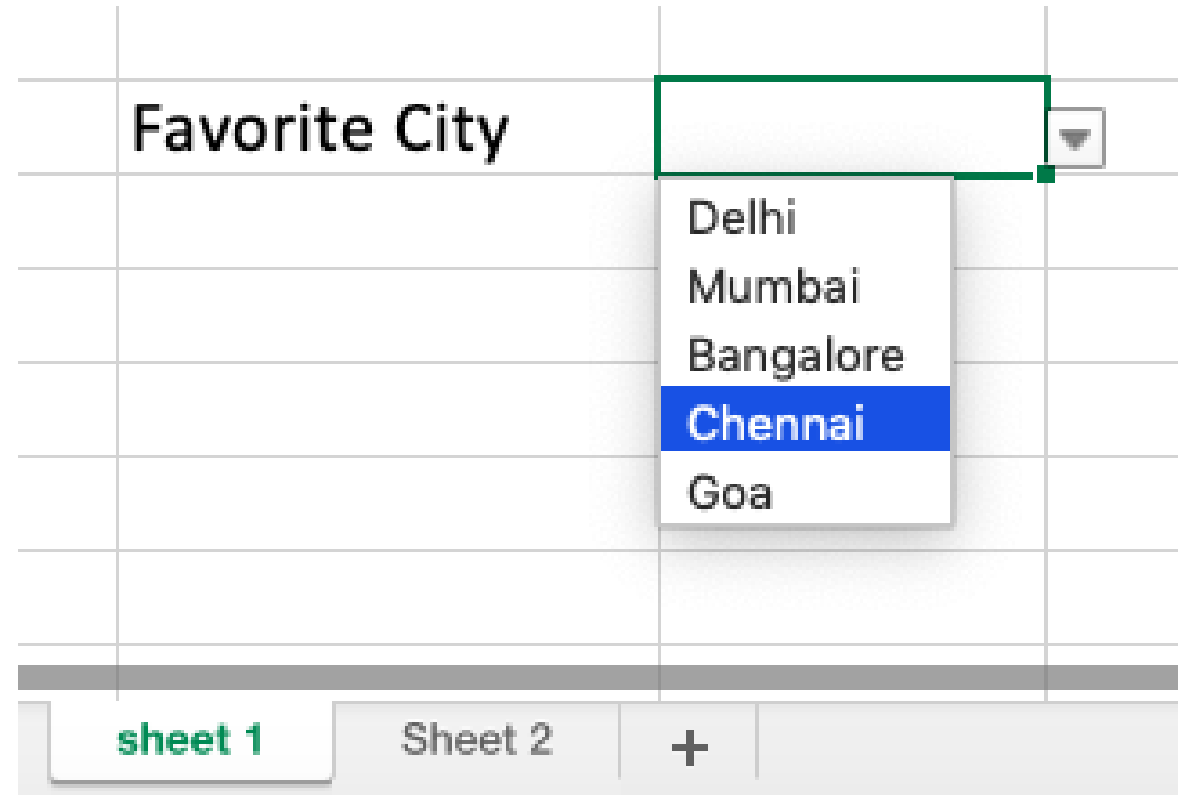 Favorite City
Delhi
Mumbai
Bangalore
Chennai
Goa
sheet 1 Sheet 2 +